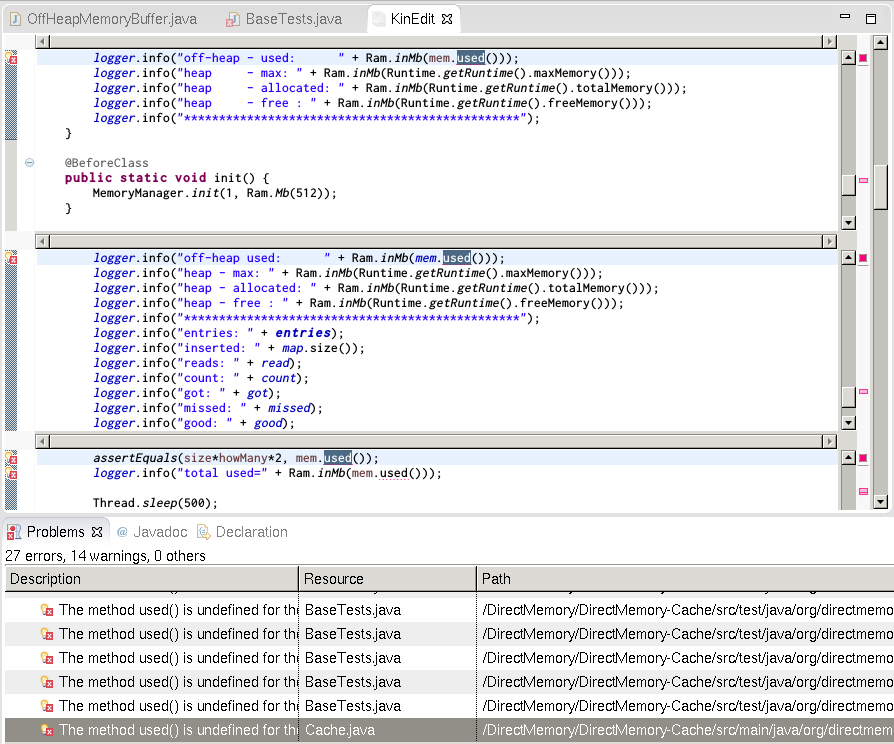 OffHeapMemoryBuffer.java BaseTests.java KinEdit
logger.info("off-heap - used:      " + Ram.inMb(mem.used()));
logger.info("heap     - max: " + Ram.inMb(Runtime.getRuntime().maxMemory()));
logger.info("heap     - allocated: " + Ram.inMb(Runtime.getRuntime().totalMemory()));
logger.info("heap     - free : " + Ram.inMb(Runtime.getRuntime().freeMemory()));
logger.info("************************************************");
}
@BeforeClass
public static void init() {
MemoryManager.init(1, Ram.Mb(512));
}
logger.info("off-heap used:      " + Ram.inMb(mem.used()));
logger.info("heap - max: " + Ram.inMb(Runtime.getRuntime().maxMemory()));
logger.info("heap - allocated: " + Ram.inMb(Runtime.getRuntime().totalMemory()));
logger.info("heap - free : " + Ram.inMb(Runtime.getRuntime().freeMemory()));
logger.info("************************************************");
logger.info("entries: " + entries);
logger.info("inserted: " + map.size());
logger.info("reads: " + read);
logger.info("count: " + count);
logger.info("got: " + got);
logger.info("missed: " + missed);
logger.info("good: " + good);
assertEquals(size*howMany*2, mem.used());
logger.info("total used=" + Ram.inMb(mem.used()));
Thread.sleep(500);
Problems @ Javadoc Declaration
27 errors, 14 warnings, 0 others
Description Resource Path
The method used() is undefined for the BaseTests.java /DirectMemory/DirectMemory-Cache/src/test/java/org/directmemo
The method used() is undefined for the BaseTests.java /DirectMemory/DirectMemory-Cache/src/test/java/org/directmemo
The method used() is undefined for the BaseTests.java /DirectMemory/DirectMemory-Cache/src/test/java/org/directmemo
The method used() is undefined for the BaseTests.java /DirectMemory/DirectMemory-Cache/src/test/java/org/directmemo
The method used() is undefined for the BaseTests.java /DirectMemory/DirectMemory-Cache/src/test/java/org/directmemo
The method used() is undefined for the Cache.java /DirectMemory/DirectMemory-Cache/src/main/java/org/directmem